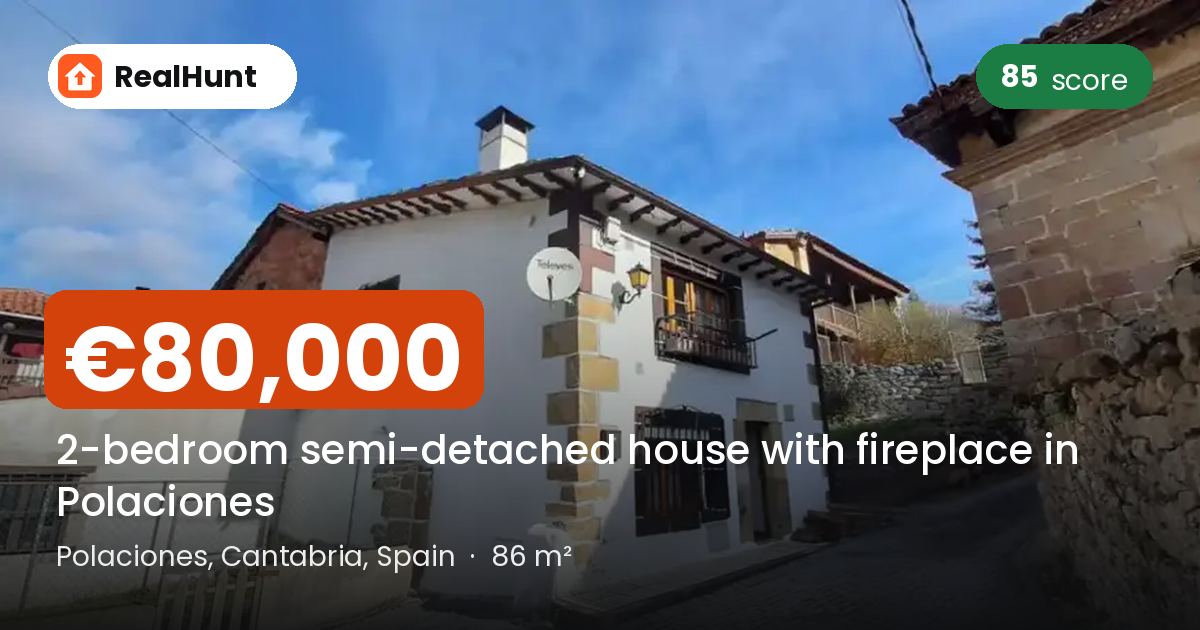 RealHunt
85 score
Televes
€80,000
2-bedroom semi-detached house with fireplace in
Polaciones
Polaciones, Cantabria, Spain · 86 m²